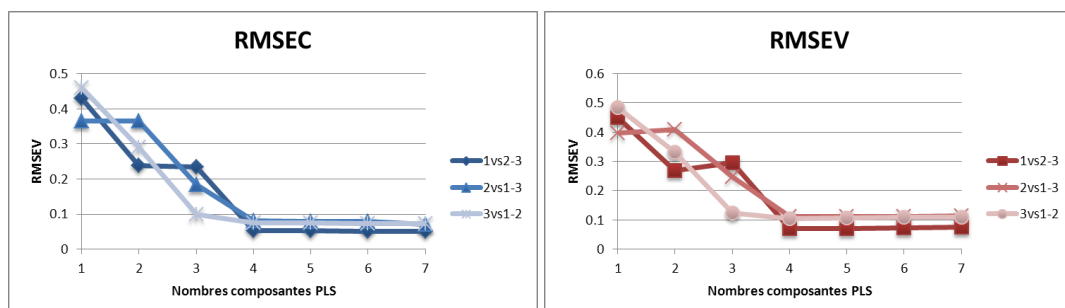 RMSEC
0.5
0.4
0.3
0.2
0.1
0
RMSEV
1 2 3 4 5 6 7
Nombres composantes PLS
1vs2-3
2vs1-3
3vs1-2
RMSEV
0.6
0.5
0.4
0.3
0.2
0.1
0
RMSEV
1 2 3 4 5 6 7
Nombres composantes PLS
1vs2-3
2vs1-3
3vs1-2